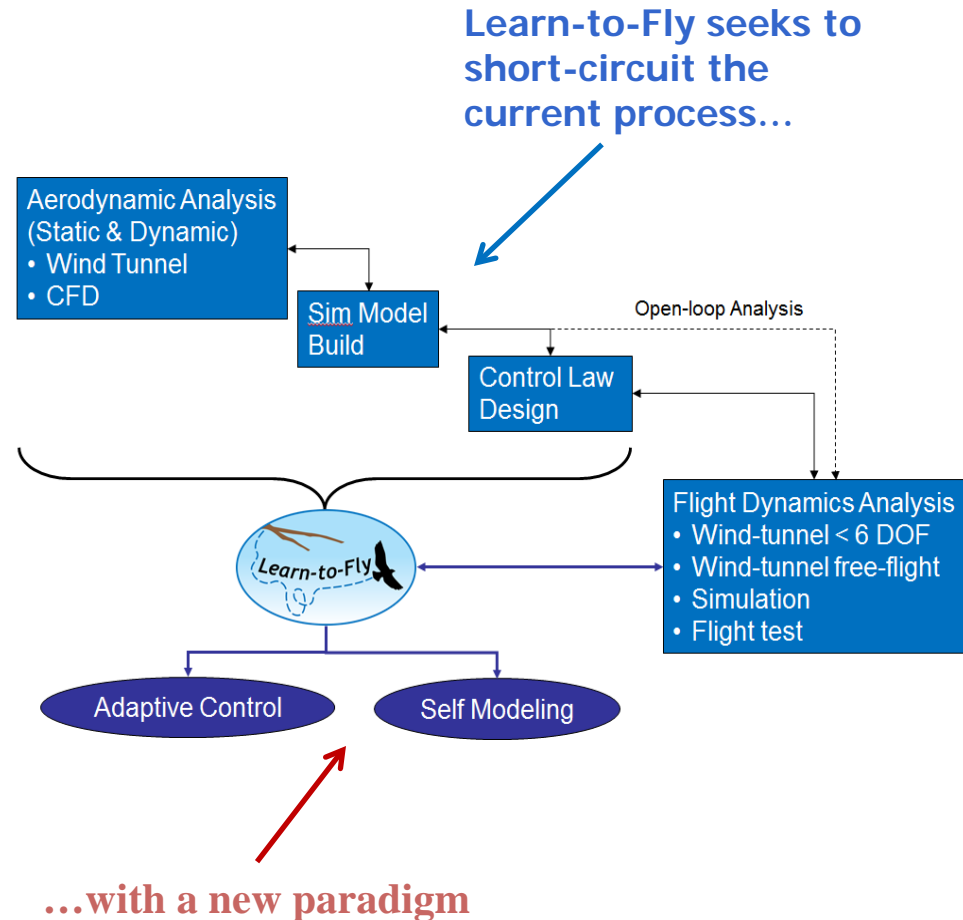 Learn-to-Fly seeks to
short-circuit the
current process...
Aerodynamic Analysis
(Static & Dynamic)
• Wind Tunnel
• CFD
Sim Model
Build
Open-loop Analysis
Control Law
Design
Flight Dynamics Analysis
• Wind-tunnel < 6 DOF
• Wind-tunnel free-flight
• Simulation
• Flight test
Learn-to-Fly
Adaptive Control
Self Modeling
...with a new paradigm